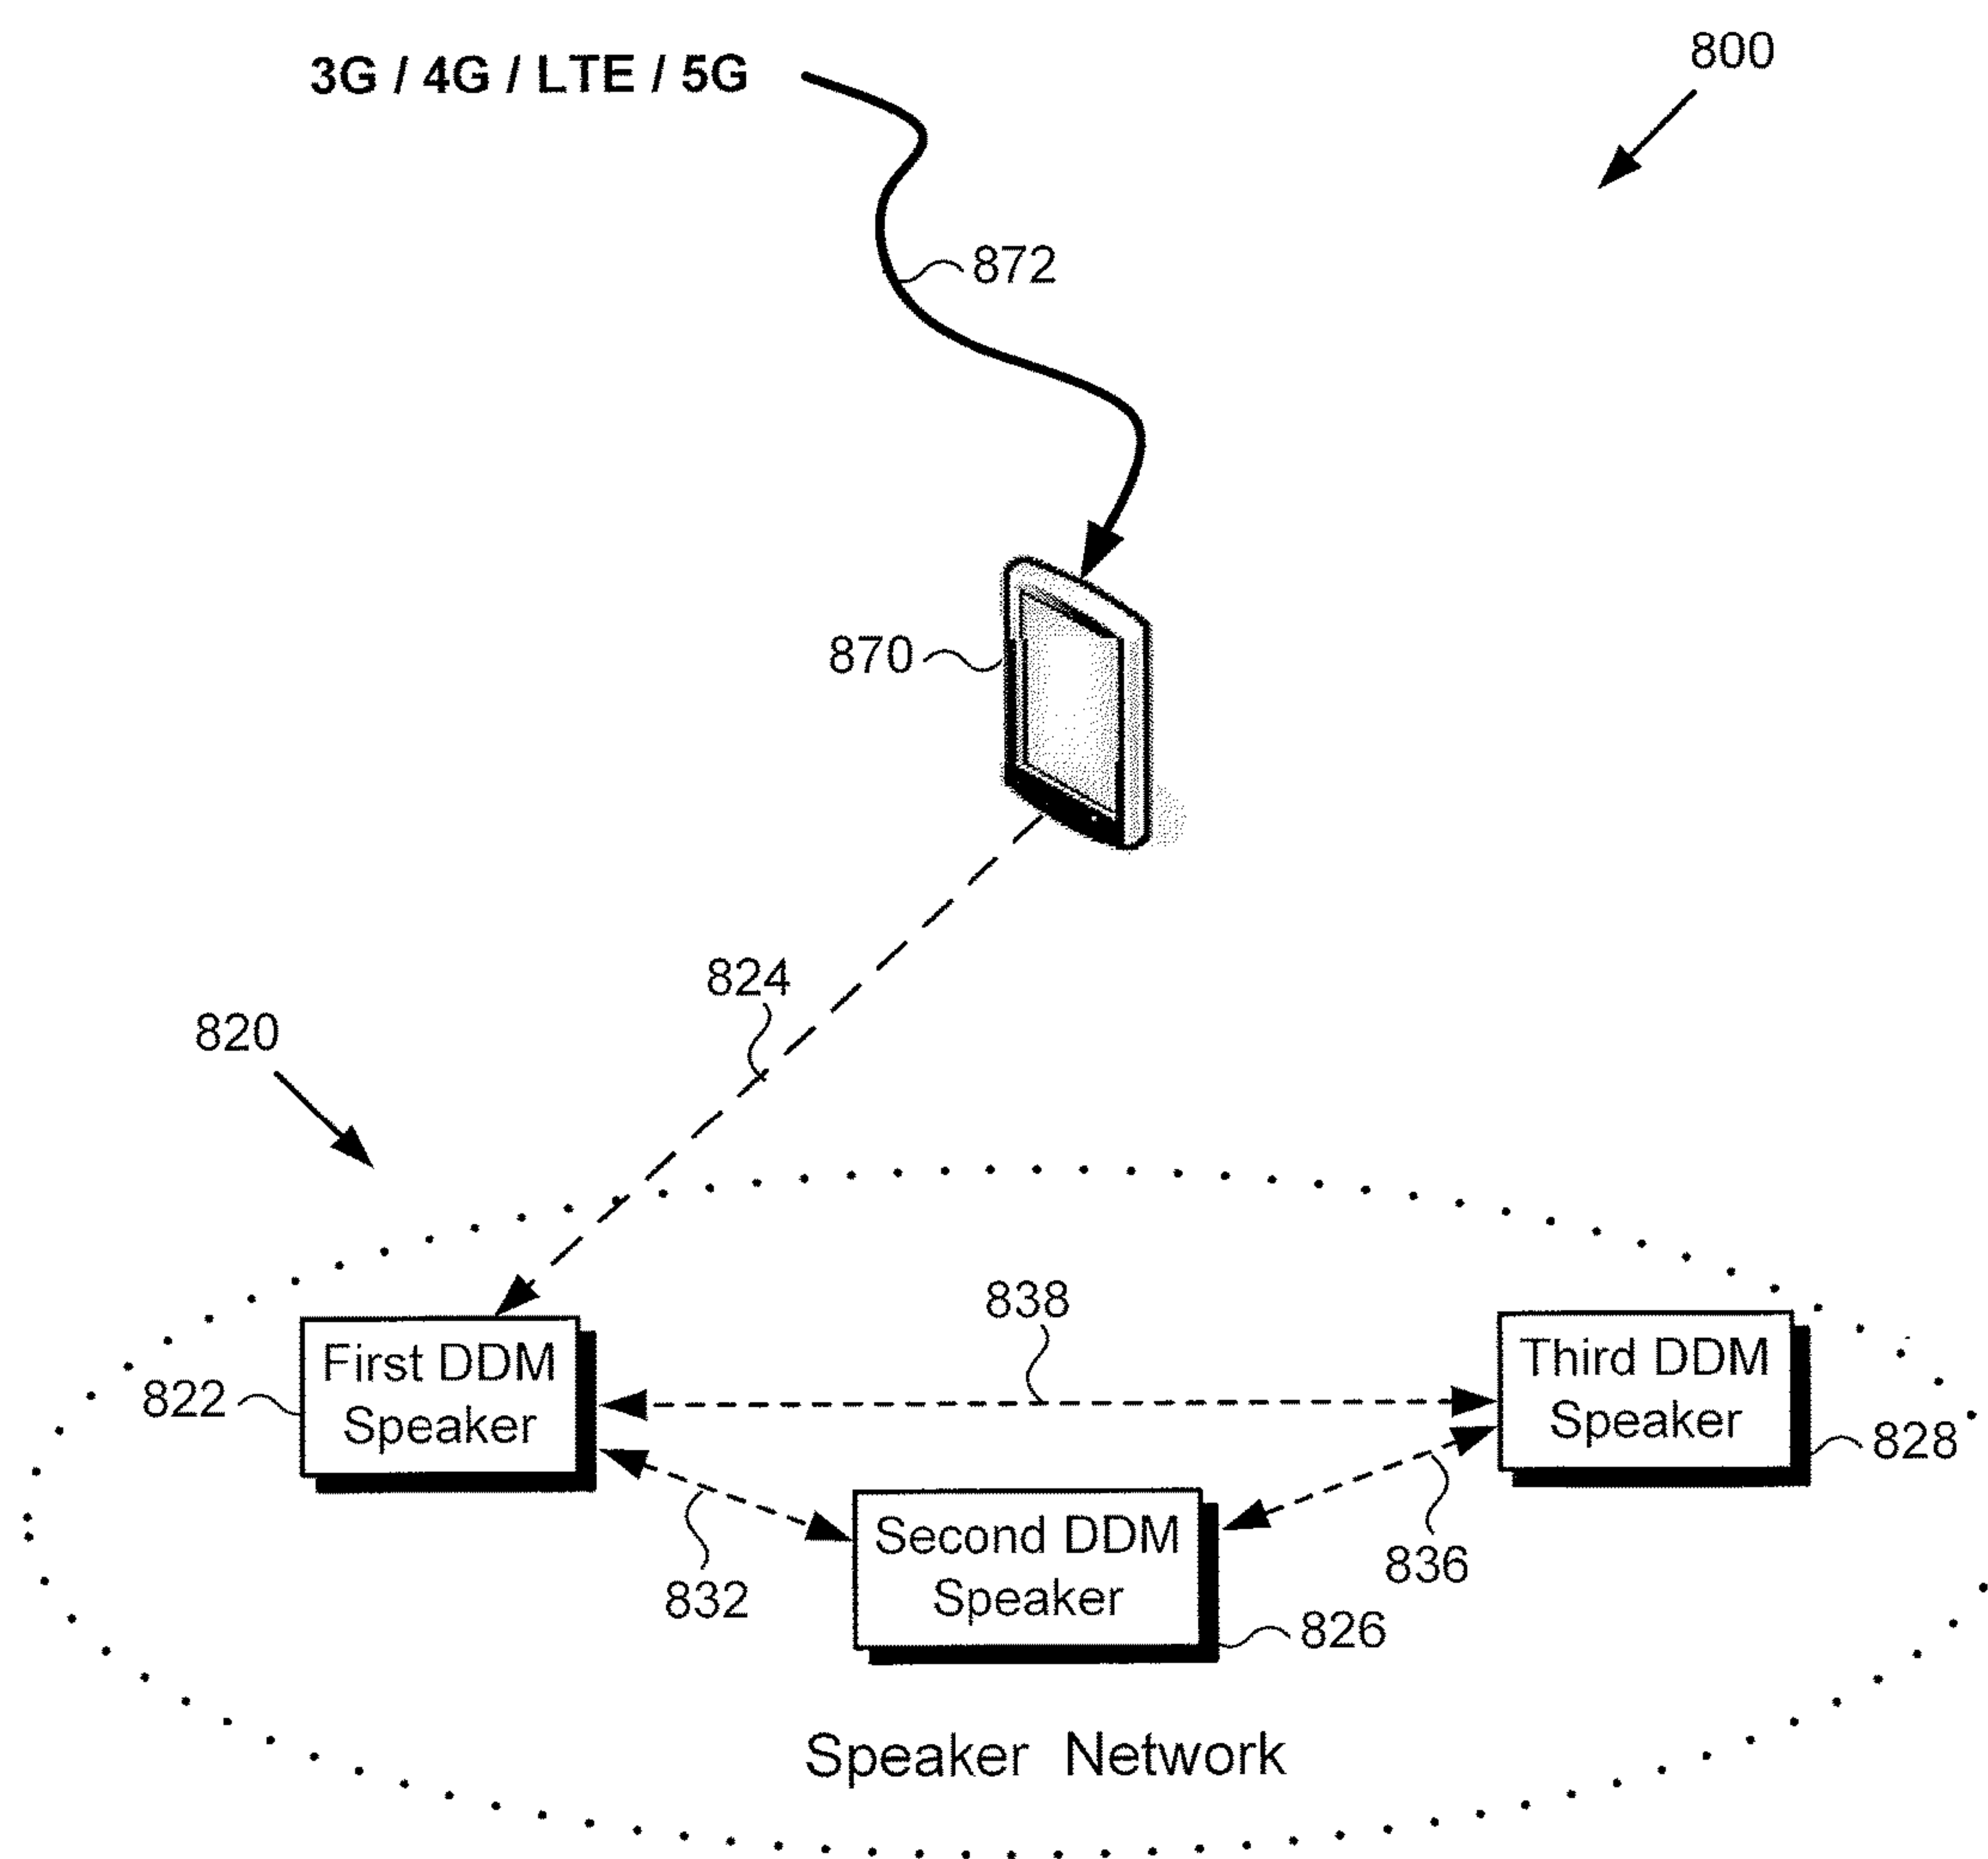 3G / 4G / LTE / 5G
800
872
870
824
820
838
First DDM
Speaker
Third DDM
Speaker
822
828
Second DDM
Speaker
832
836
826
Speaker Network